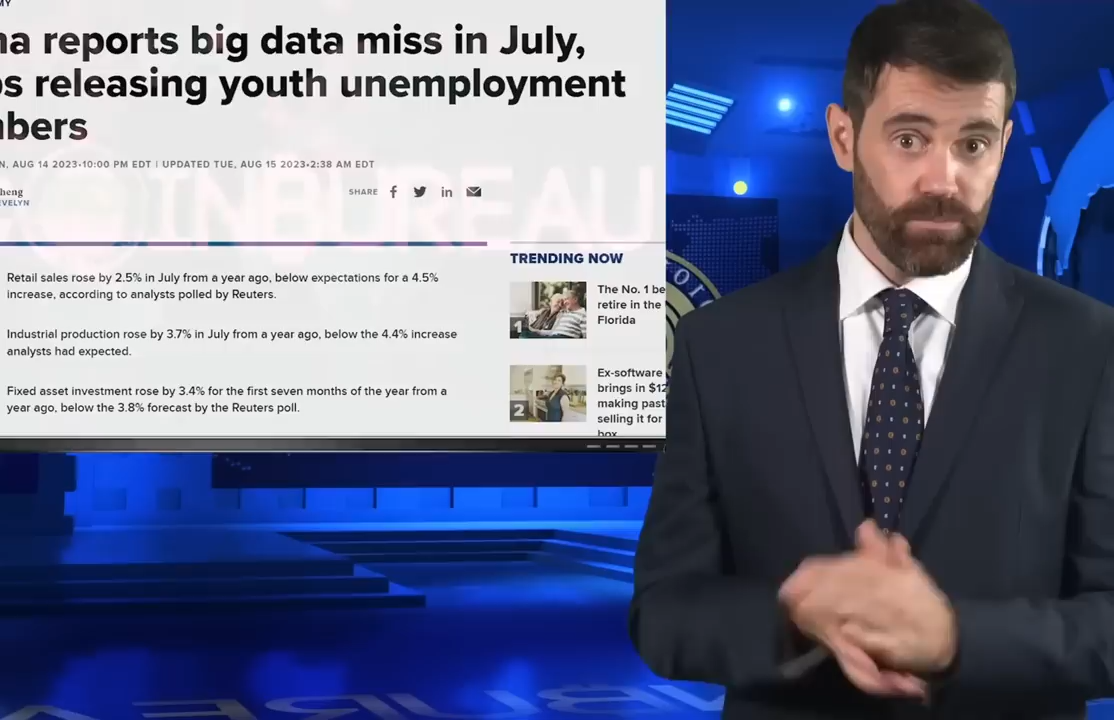 na reports big data miss in July,
os releasing youth unemployment
nbers
N, AUG 14 2023•10:00 PM EDT | UPDATED TUE, AUG 15 2023•2:38 AM EDT
heng
EVELYN
SHARE
INBUREAU
Retail sales rose by 2.5% in July from a year ago, below expectations for a 4.5%
increase, according to analysts polled by Reuters.
Industrial production rose by 3.7% in July from a year ago, below the 4.4% increase
analysts had expected.
Fixed asset investment rose by 3.4% for the first seven months of the year from a
year ago, below the 3.8% forecast by the Reuters poll.
TRENDING NOW
1
The No. 1 be
retire in the
Florida
2
Ex-software
brings in $12
making past
selling it for
box